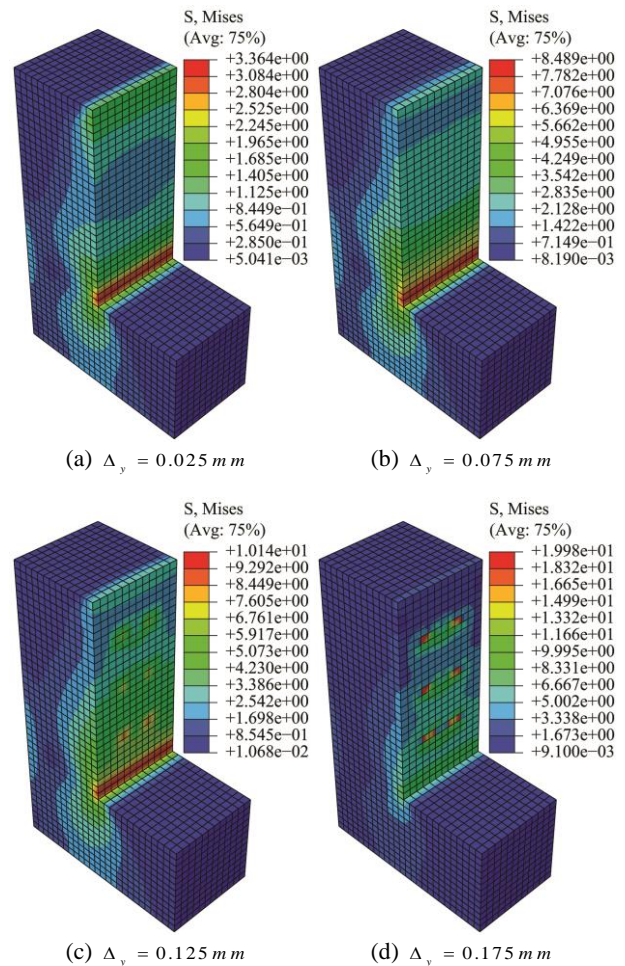 S, Mises
(Avg: 75%)
+3.364e+00
+3.084e+00
+2.804e+00
+2.525e+00
+2.245e+00
+1.965e+00
+1.685e+00
+1.405e+00
+1.125e+00
+8.449e-01
+5.649e-01
+2.850e-01
+5.041e-03
(a) Δy = 0.025 mm
S, Mises
(Avg: 75%)
+8.489e+00
+7.782e+00
+7.076e+00
+6.369e+00
+5.662e+00
+4.955e+00
+4.249e+00
+3.542e+00
+2.835e+00
+2.128e+00
+1.422e+00
+7.149e-01
+8.190e-03
(b) Δy = 0.075 mm
S, Mises
(Avg: 75%)
+1.014e+01
+9.292e+00
+8.449e+00
+7.605e+00
+6.761e+00
+5.917e+00
+5.073e+00
+4.230e+00
+3.386e+00
+2.542e+00
+1.698e+00
+8.545e-01
+1.068e-02
(c) Δy = 0.125 mm
S, Mises
(Avg: 75%)
+1.998e+01
+1.832e+01
+1.665e+01
+1.499e+01
+1.332e+01
+1.166e+01
+9.995e+00
+8.331e+00
+6.667e+00
+5.002e+00
+3.338e+00
+1.673e+00
+9.100e-03
(d) Δy = 0.175 mm